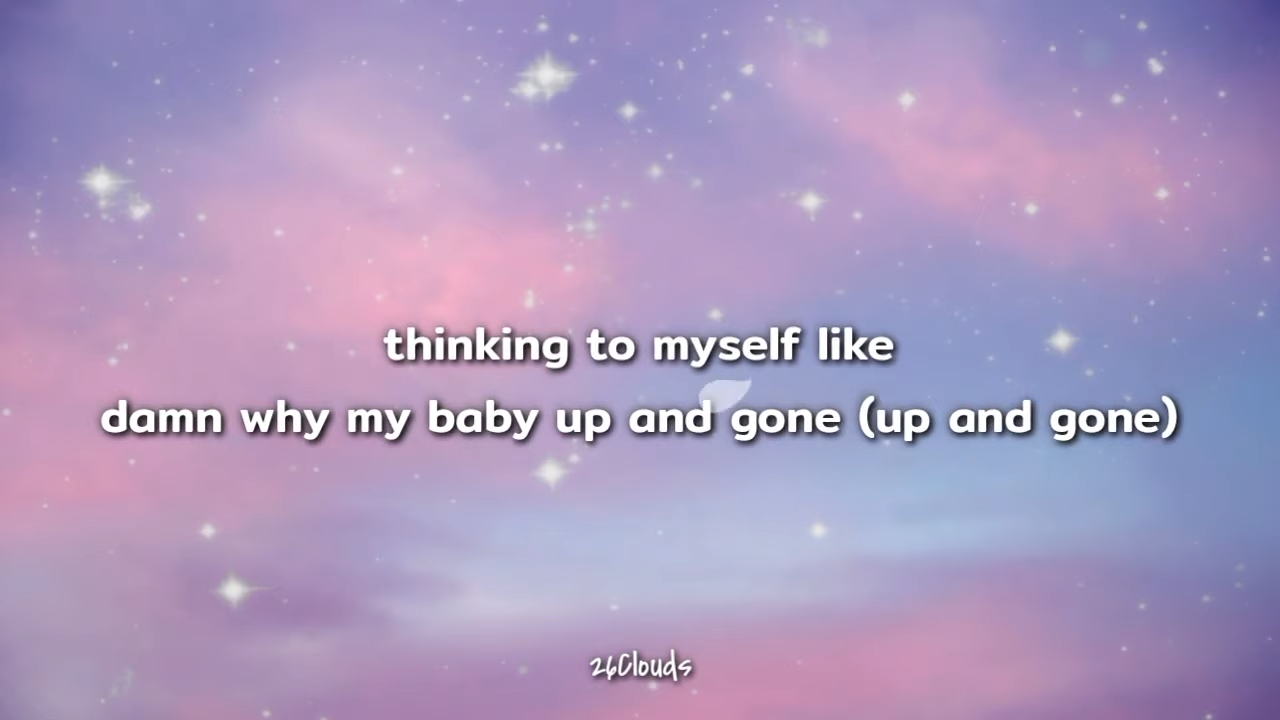 thinking to myself like
damn why my baby up and gone (up and gone)
26Clouds